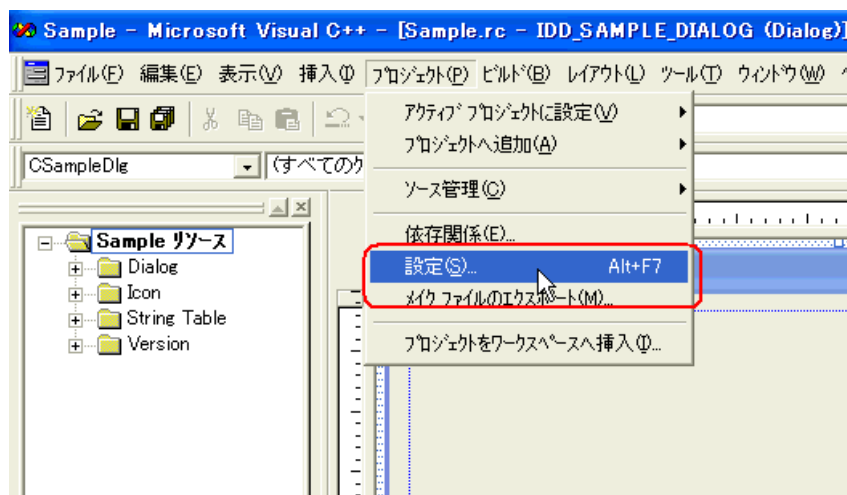 Sample - Microsoft Visual C++ - [Sample.rc - IDD_SAMPLE_DIALOG (Dialog)]
ﾌｧｲﾙ(F) 編集(E) 表示(V) 挿入(I) ﾌﾟﾛｼﾞｪｸﾄ(P) ﾋﾞﾙﾄﾞ(B) ﾚｲｱｳﾄ(L) ﾂｰﾙ(T) ｳｨﾝﾄﾞｳ(W)
ｱｸﾃｨﾌﾞ ﾌﾟﾛｼﾞｪｸﾄに設定(V)
ﾌﾟﾛｼﾞｪｸﾄへ追加(A)
ｿｰｽ管理(C)
依存関係(E)...
設定(S)... Alt+F7
ﾒｲｸ ﾌｧｲﾙのｴｸｽﾎﾟｰﾄ(M)...
ﾌﾟﾛｼﾞｪｸﾄをﾜｰｸｽﾍﾟｰｽへ挿入(I)...
CSampleDlg (すべてのｸ
Sample ﾘｿｰｽ
Dialog
Icon
String Table
Version